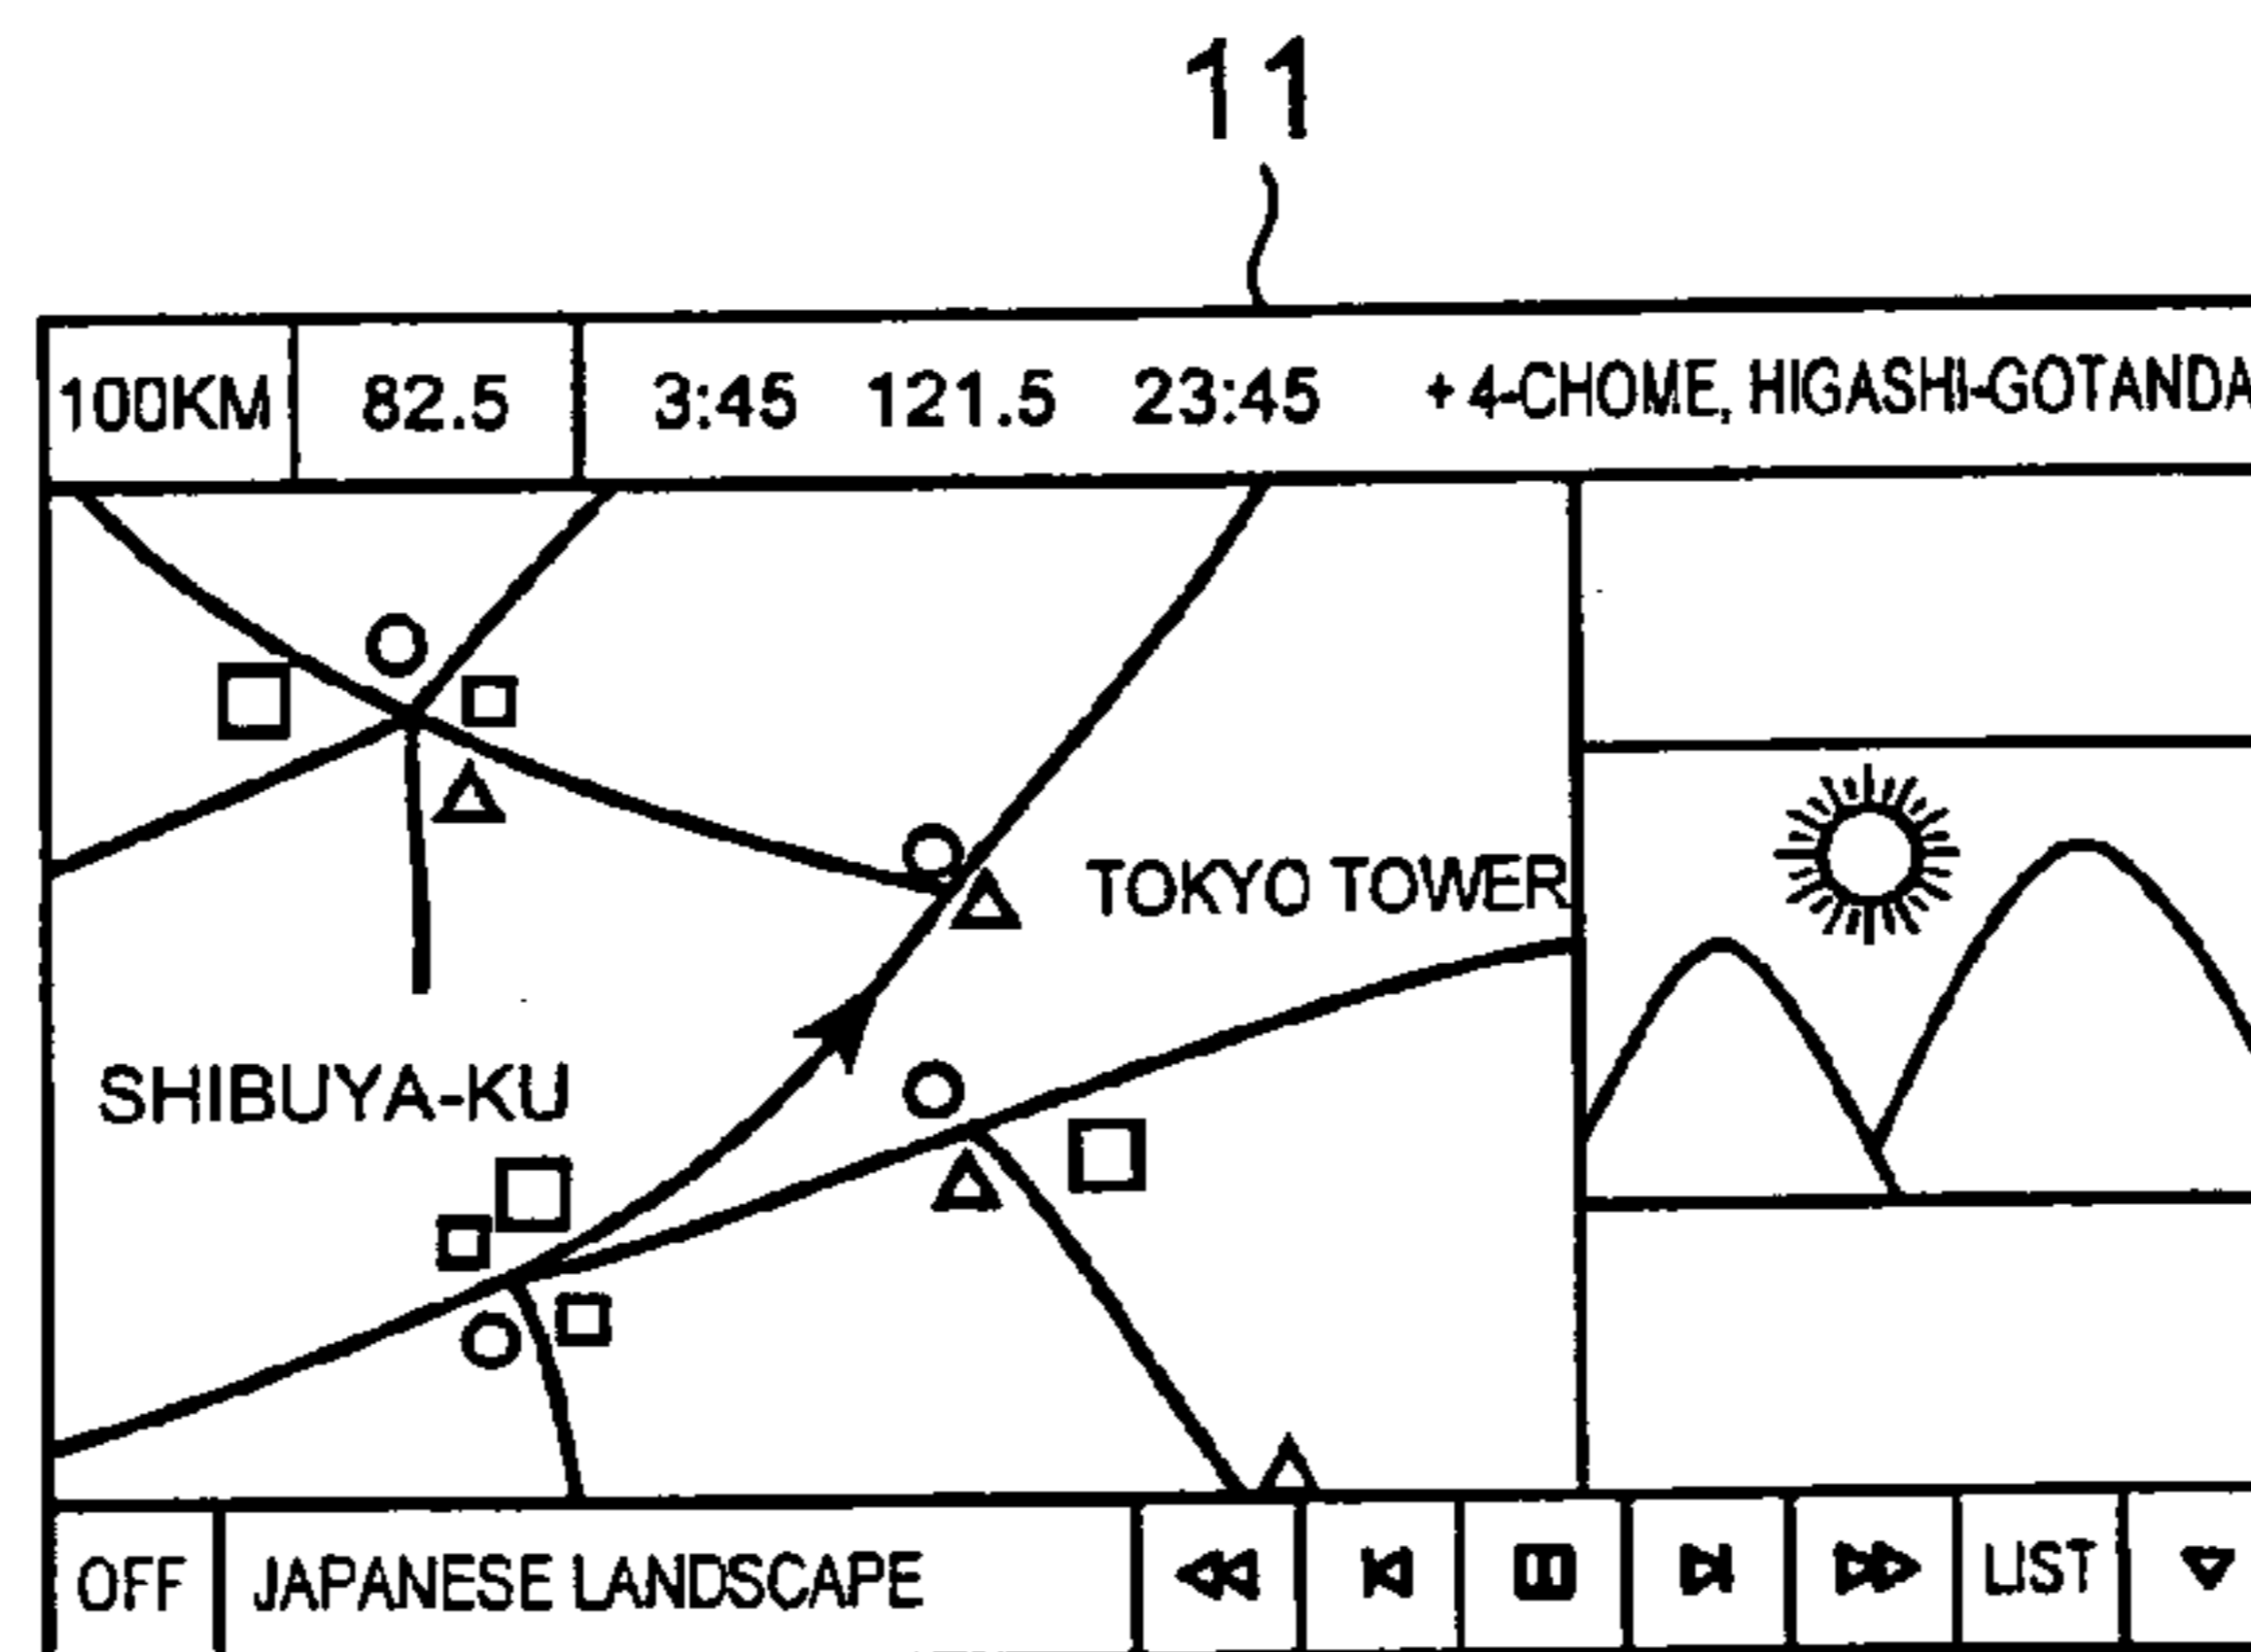 11
100KM 82.5 3:45 121.5 23:45 + 4-CHOME, HIGASHI-GOTANDA
TOKYO TOWER
SHIBUYA-KU
OFF JAPANESE LANDSCAPE LIST